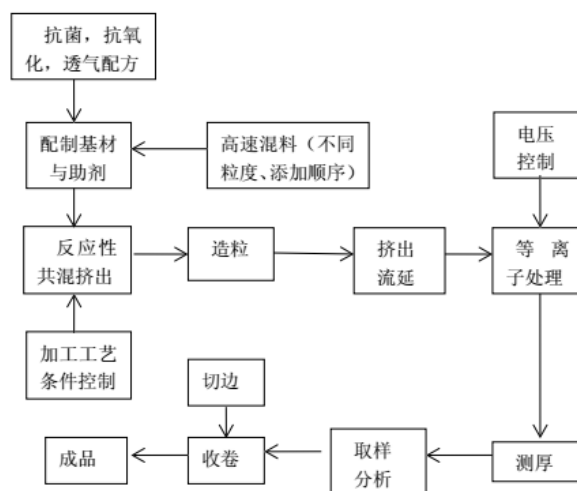 抗菌，抗氧
化，透气配方
配制基材
与助剂
高速混料（不同
粒度、添加顺序）
电压
控制
反应性
共混挤出
造粒
挤出
流延
等 离
子处理
加工工艺
条件控制
切边
成品
收卷
取样
分析
测厚